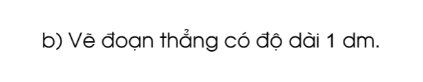 b) Vẽ đoạn thẳng có độ dài 1 dm.